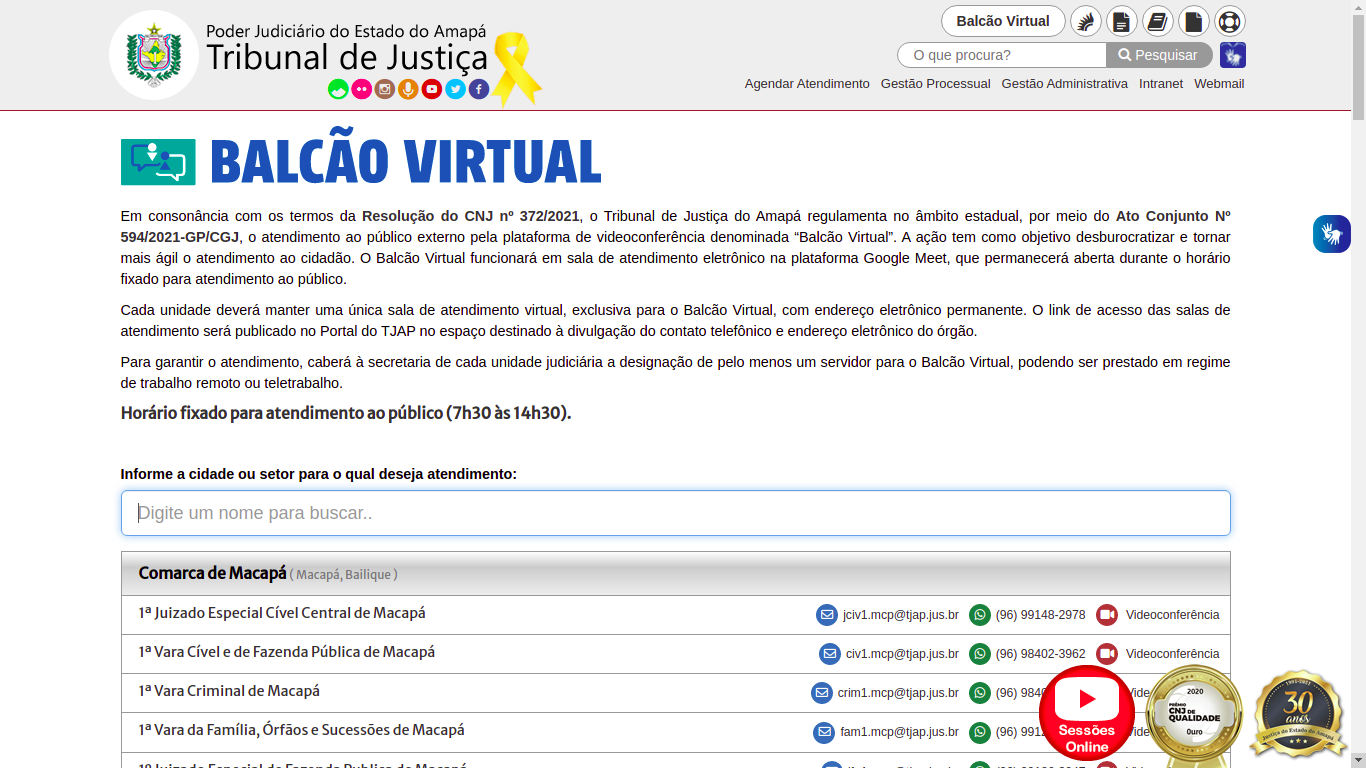 Poder Judiciário do Estado do Amapá
Tribunal de Justiça
Balcão Virtual
O que procura?
Pesquisar
Agendar Atendimento Gestão Processual Gestão Administrativa Intranet Webmail
BALCÃO VIRTUAL
Em consonância com os termos da Resolução do CNJ nº 372/2021, o Tribunal de Justiça do Amapá regulamenta no âmbito estadual, por meio do Ato Conjunto Nº
594/2021-GP/CGJ, o atendimento ao público externo pela plataforma de videoconferência denominada “Balcão Virtual”. A ação tem como objetivo desburocratizar e tornar
mais ágil o atendimento ao cidadão. O Balcão Virtual funcionará em sala de atendimento eletrônico na plataforma Google Meet, que permanecerá aberta durante o horário
fixado para atendimento ao público.
Cada unidade deverá manter uma única sala de atendimento virtual, exclusiva para o Balcão Virtual, com endereço eletrônico permanente. O link de acesso das salas de
atendimento será publicado no Portal do TJAP no espaço destinado à divulgação do contato telefônico e endereço eletrônico do órgão.
Para garantir o atendimento, caberá à secretaria de cada unidade judiciária a designação de pelo menos um servidor para o Balcão Virtual, podendo ser prestado em regime
de trabalho remoto ou teletrabalho.
Horário fixado para atendimento ao público (7h30 às 14h30).
Informe a cidade ou setor para o qual deseja atendimento:
Digite um nome para buscar..
Comarca de Macapá ( Macapá, Bailique )
1ª Juizado Especial Cível Central de Macapá jciv1.mcp@tjap.jus.br (96) 99148-2978 Videoconferência
1ª Vara Cível e de Fazenda Pública de Macapá civ1.mcp@tjap.jus.br (96) 98402-3962 Videoconferência
1ª Vara Criminal de Macapá crim1.mcp@tjap.jus.br (96)
1ª Vara da Família, Órfãos e Sucessões de Macapá fam1.mcp@tjap.jus.br (96)
Sessões
Online
2020
PRÊMIO
CNJ DE
QUALIDADE
Ouro
1991-2021
30
anos
Justiça do Estado do Amapá